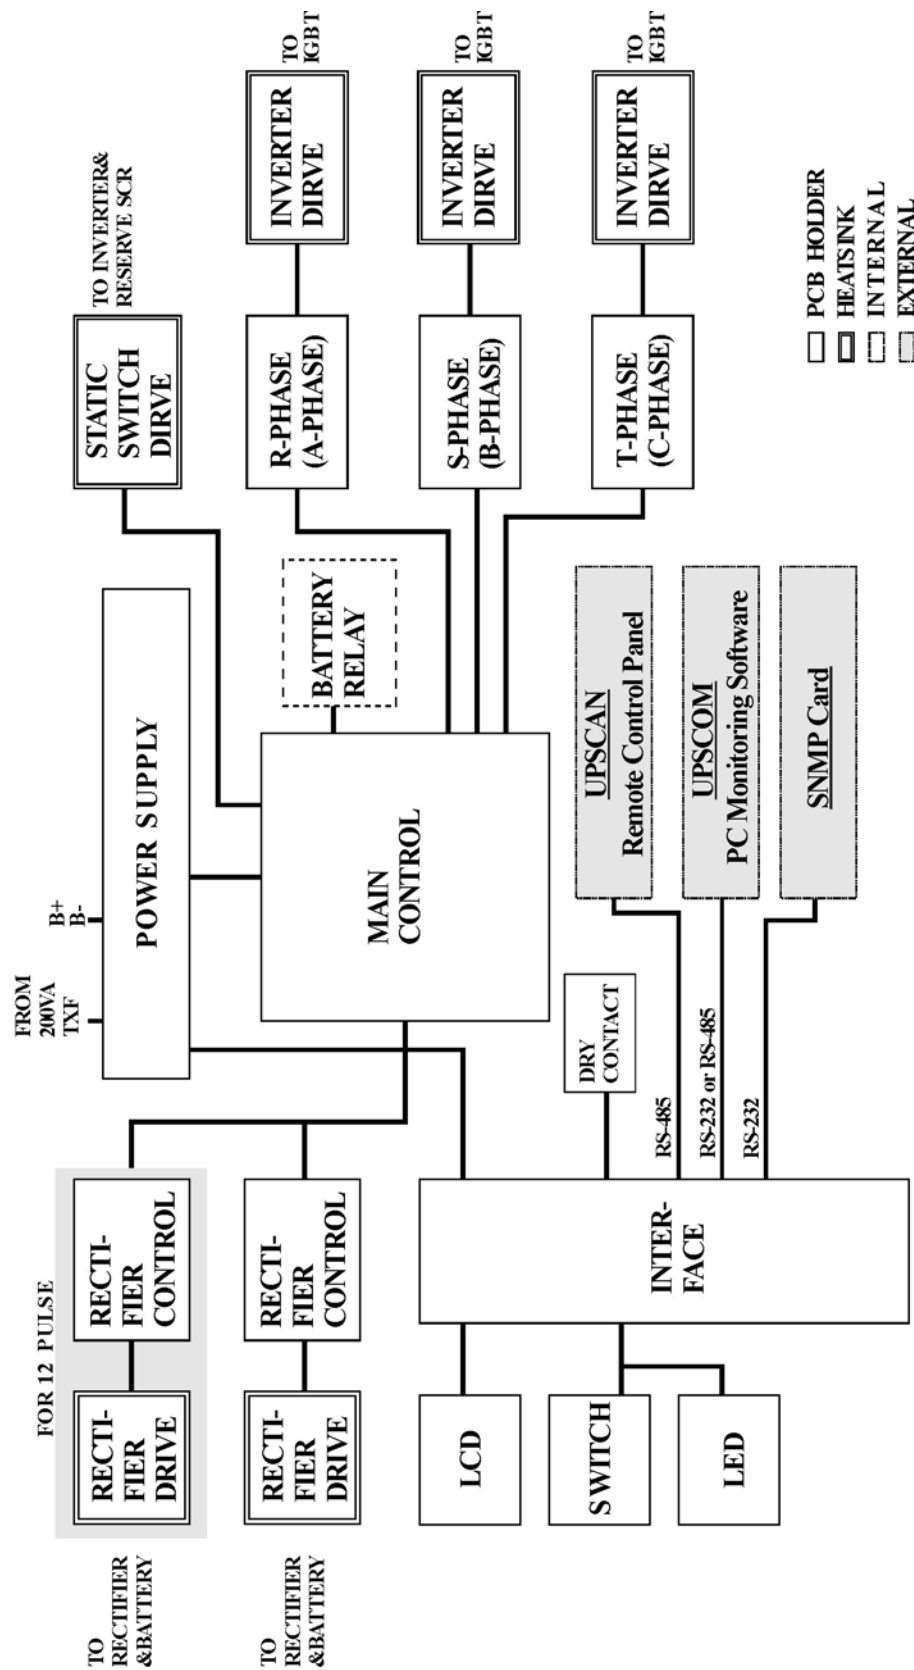 FROM
200VA
TXF
B+
B-
TO INVERTER&
RESERVE SCR
FOR 12 PULSE
TO
RECTIFIER
&BATTERY
RECTI-
FIER
DRIVE
RECTI-
FIER
CONTROL
POWER SUPPLY
STATIC
SWITCH
DIRVE
TO
RECTIFIER
&BATTERY
RECTI-
FIER
DRIVE
RECTI-
FIER
CONTROL
MAIN
CONTROL
BATTERY
RELAY
R-PHASE
(A-PHASE)
INVERTER
DIRVE
TO
IGBT
S-PHASE
(B-PHASE)
INVERTER
DIRVE
TO
IGBT
T-PHASE
(C-PHASE)
INVERTER
DIRVE
TO
IGBT
LCD
SWITCH
LED
INTER-
FACE
DRY
CONTACT
RS-485
RS-232 or RS-485
RS-232
UPSCAN
Remote Control Panel
UPSCOM
PC Monitoring Software
SNMP Card
PCB HOLDER
HEATSINK
INTERNAL
EXTERNAL